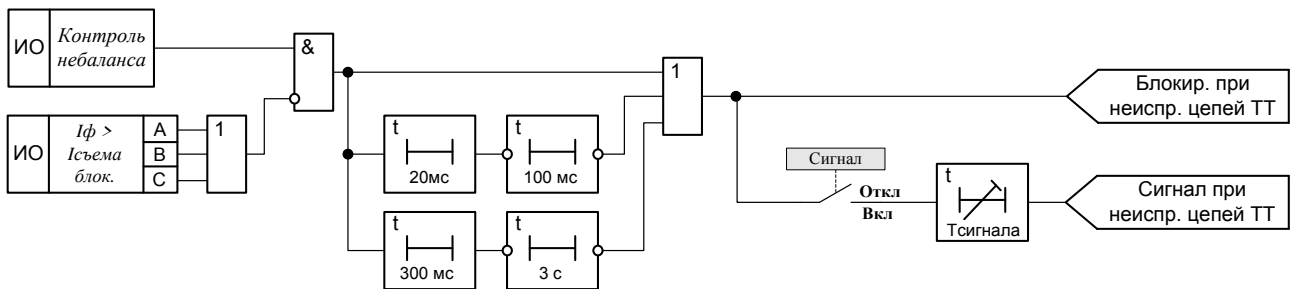 ИО
Контроль
небаланса
&
ИО
Iф >
Iсъема
блок.
A
B
C
1
t
20мс
t
100 мс
t
300 мс
t
3 с
1
Сигнал
Откл
Вкл
t
Тсигнала
Блокир. при
неиспр. цепей ТТ
Сигнал при
неиспр. цепей ТТ